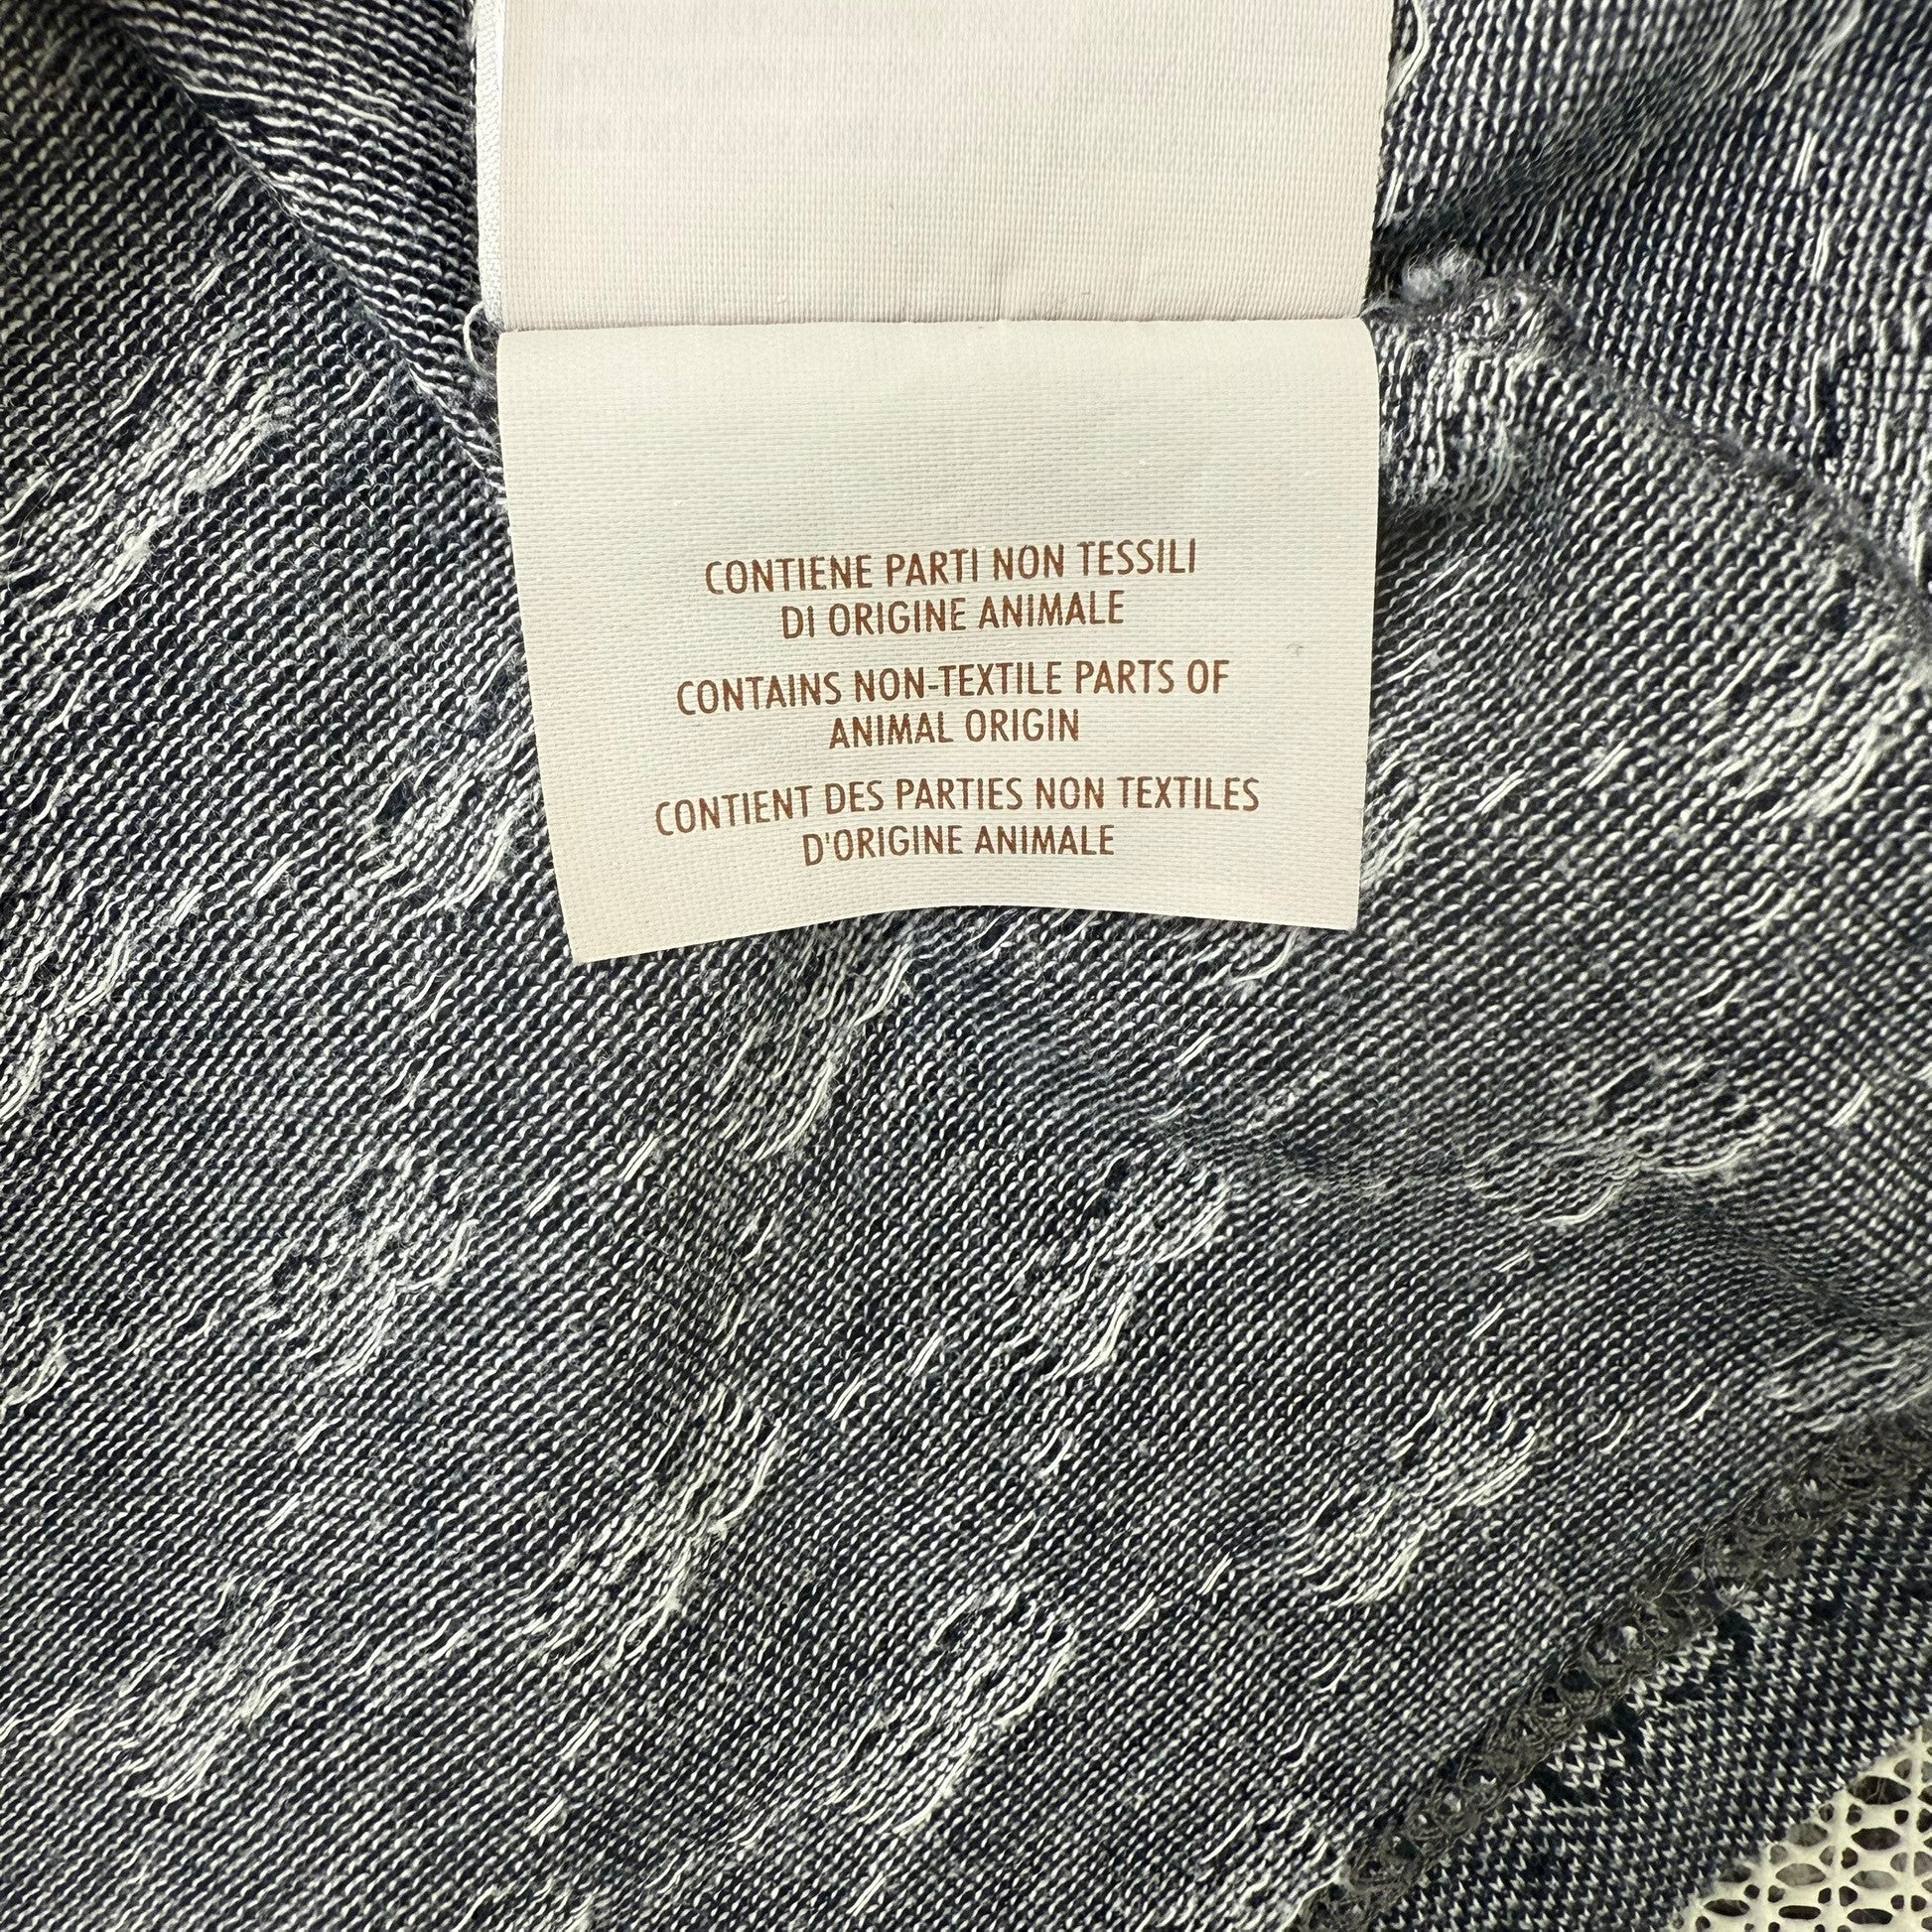 CONTIENE PARTI NON TESSILI
DI ORIGINE ANIMALE
CONTAINS NON-TEXTILE PARTS OF
ANIMAL ORIGIN
CONTIENT DES PARTIES NON TEXTILES
D'ORIGINE ANIMALE